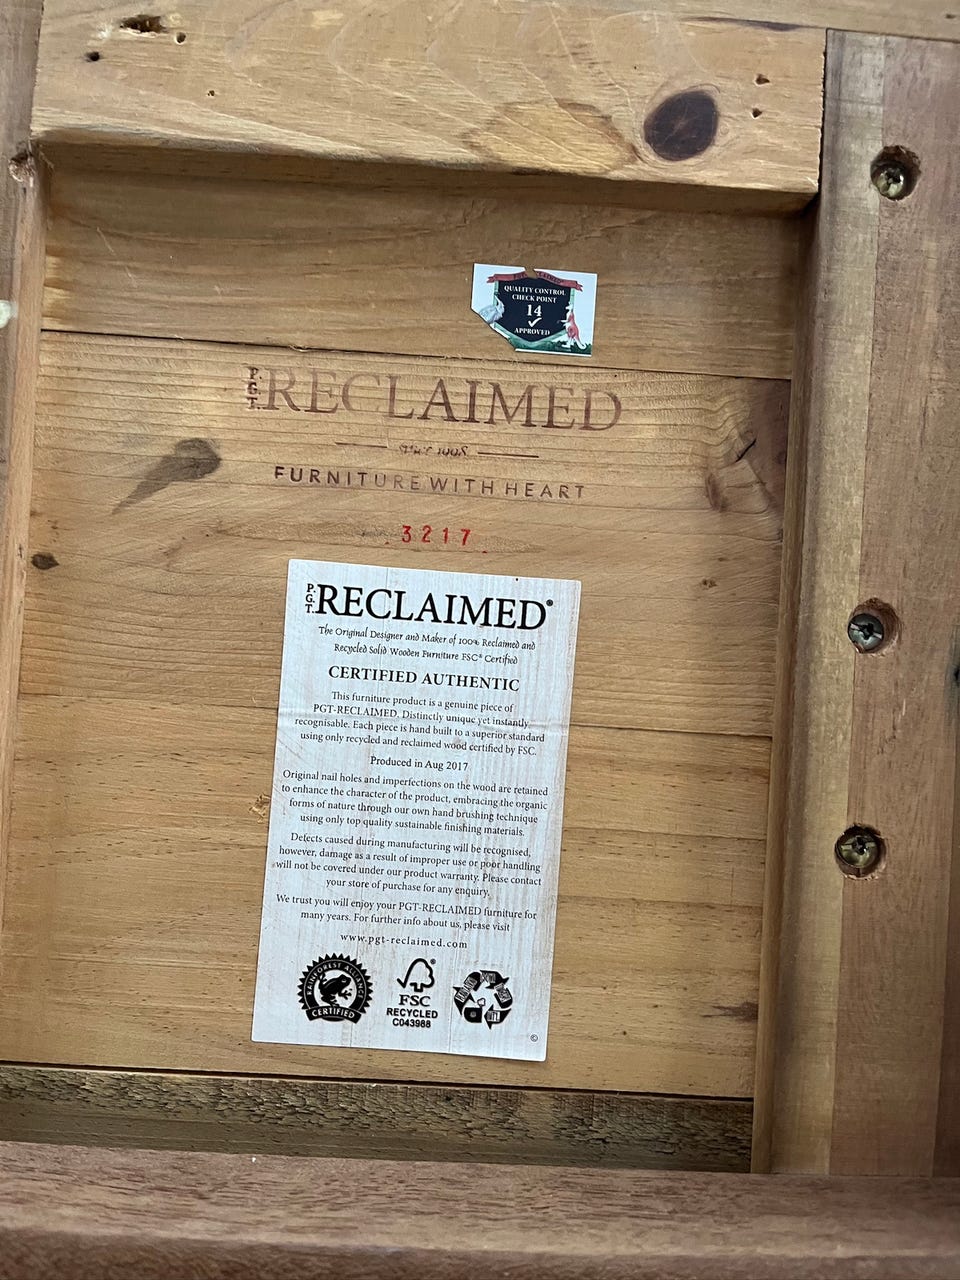 QUALITY CONTROL
CHECK POINT
14
APPROVED
P.G.T. RECLAIMED
FURNITURE WITH HEART
3217
P.G.T. RECLAIMED®
The Original Designer and Maker of 100% Reclaimed and
Recycled Solid Wooden Furniture FSC® Certified
CERTIFIED AUTHENTIC
This furniture product is a genuine piece of
PGT-RECLAIMED. Distinctly unique yet instantly
recognisable. Each piece is hand built to a superior standard
using only recycled and reclaimed wood certified by FSC.
Produced in Aug 2017
Original nail holes and imperfections on the wood are retained
to enhance the character of the product, embracing the organic
forms of nature through our own hand brushing technique
using only top quality sustainable finishing materials.
Defects caused during manufacturing will be recognised,
however, damage as a result of improper use or poor handling
will not be covered under our product warranty. Please contact
your store of purchase for any enquiry.
We trust you will enjoy your PGT-RECLAIMED furniture for
many years. For further info about us, please visit
www.pgt-reclaimed.com
RAINFOREST ALLIANCE
CERTIFIED
FSC®
RECYCLED
C043988
©